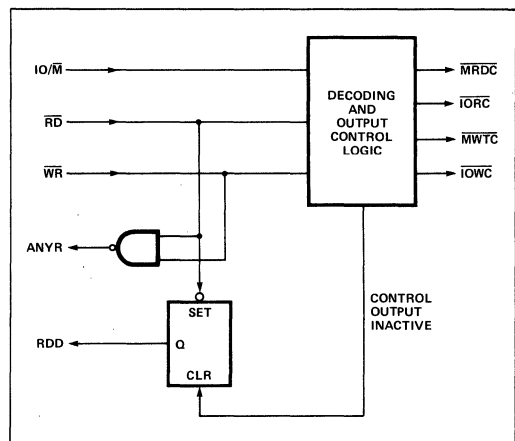 IO/M̅
R̅D̅
W̅R̅
ANYR
RDD
DECODING AND
OUTPUT
CONTROL
LOGIC
M̅R̅D̅C̅
I̅O̅R̅C̅
M̅W̅T̅C̅
I̅O̅W̅C̅
SET
Q
CLR
CONTROL
OUTPUT
INACTIVE